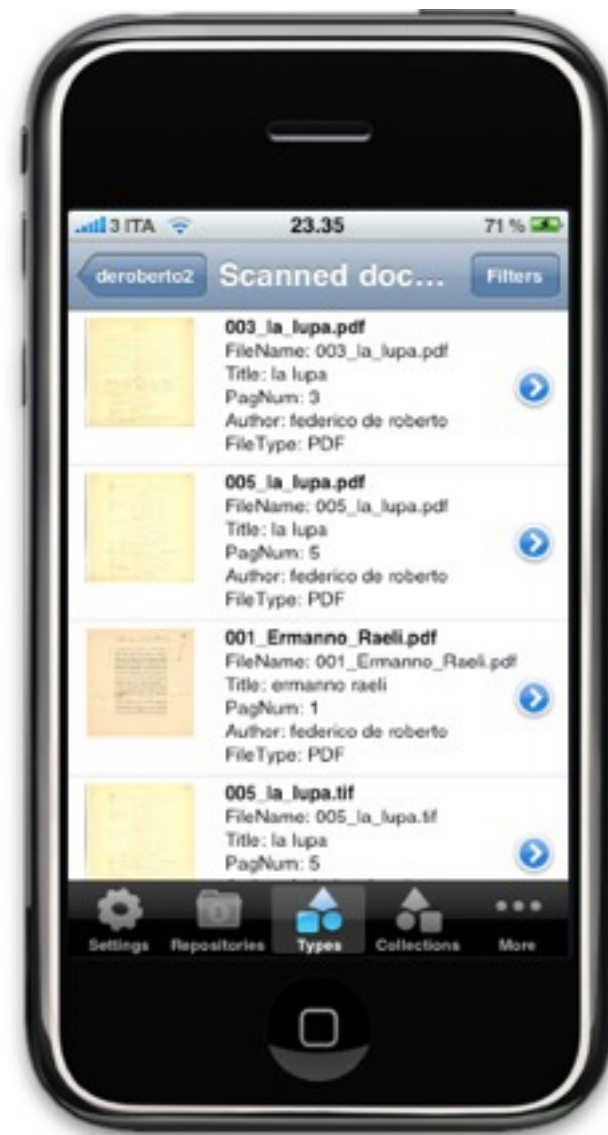 3 ITA 23.35 71 %
deroberto2 Scanned doc... Filters
003_la_lupa.pdf
FileName: 003_la_lupa.pdf
Title: la lupa
PagNum: 3
Author: federico de roberto
FileType: PDF
005_la_lupa.pdf
FileName: 005_la_lupa.pdf
Title: la lupa
PagNum: 5
Author: federico de roberto
FileType: PDF
001_Ermanno_Raeli.pdf
FileName: 001_Ermanno_Raeli.pdf
Title: ermanno raeli
PagNum: 1
Author: federico de roberto
FileType: PDF
005_la_lupa.tif
FileName: 005_la_lupa.tif
Title: la lupa
PagNum: 5
Settings Repositories Types Collections More